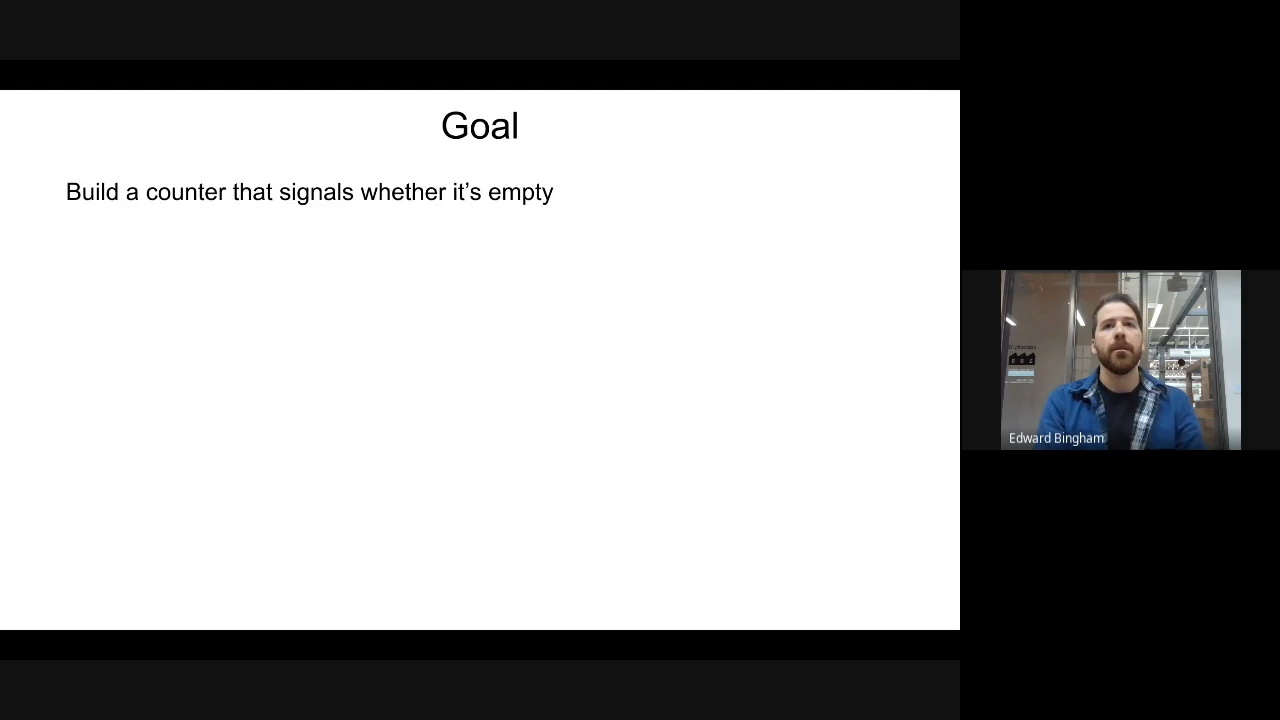 Goal
Build a counter that signals whether it’s empty
Edward Bingham